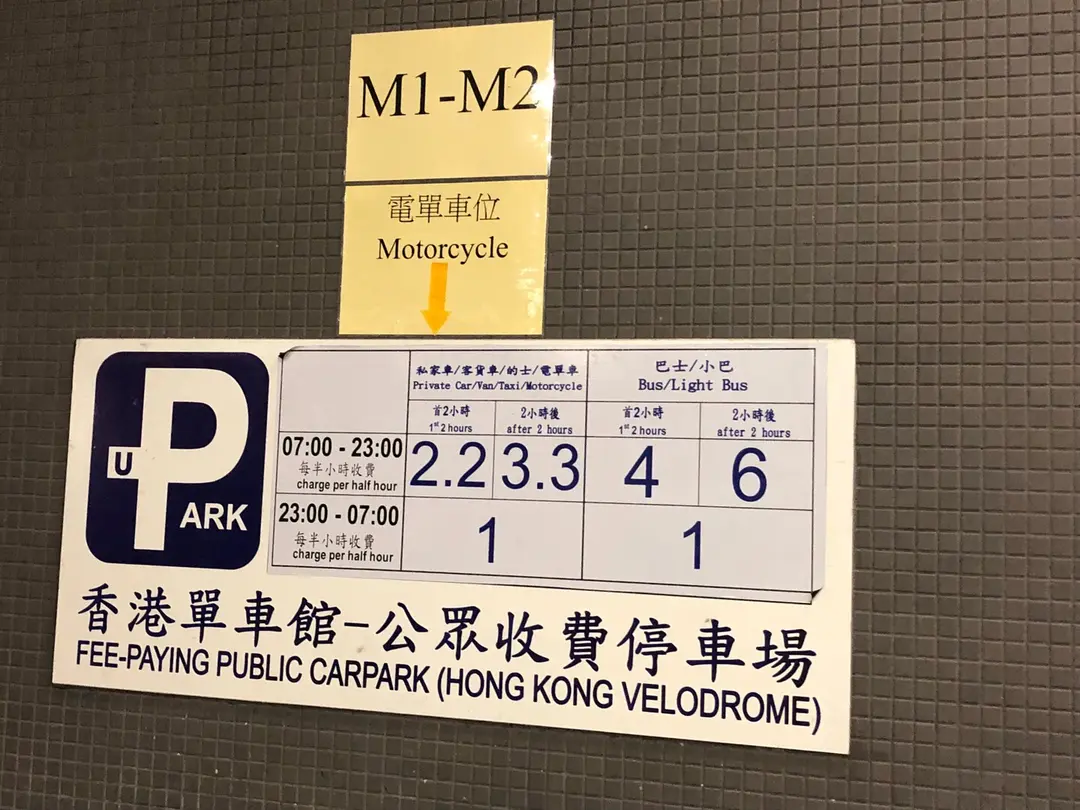 M1-M2
電單車位
Motorcycle
U PARK
私家車/客貨車/的士/電單車
Private Car/Van/Taxi/Motorcycle
巴士/小巴
Bus/Light Bus
首2小時
1st 2 hours
2小時後
after 2 hours
首2小時
1st 2 hours
2小時後
after 2 hours
07:00 - 23:00
每半小時收費
charge per half hour
2.2
3.3
4
6
23:00 - 07:00
每半小時收費
charge per half hour
1
1
香港單車館-公眾收費停車場
FEE-PAYING PUBLIC CARPARK (HONG KONG VELODROME)